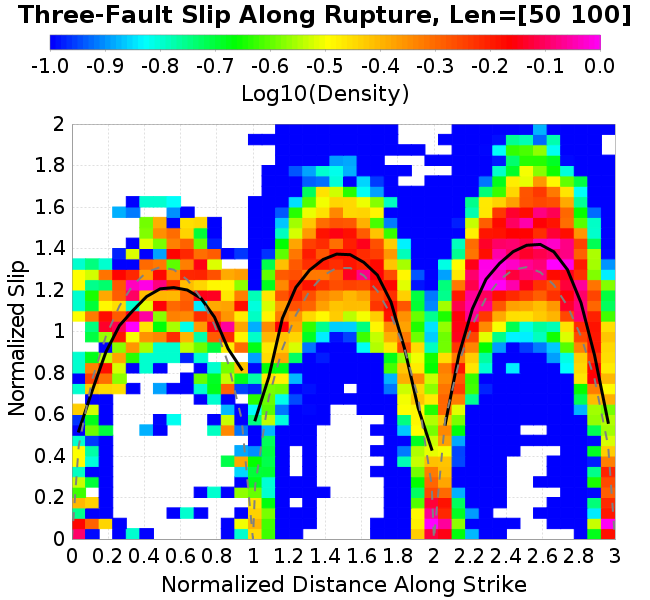 Three-Fault Slip Along Rupture, Len=[50 100]
-1.0 -0.9 -0.8 -0.7 -0.6 -0.5 -0.4 -0.3 -0.2 -0.1 0.0
Log10(Density)
2
1.8
1.6
1.4
1.2
1
0.8
0.6
0.4
0.2
0
Normalized Slip
0 0.2 0.4 0.6 0.8 1 1.2 1.4 1.6 1.8 2 2.2 2.4 2.6 2.8 3
Normalized Distance Along Strike